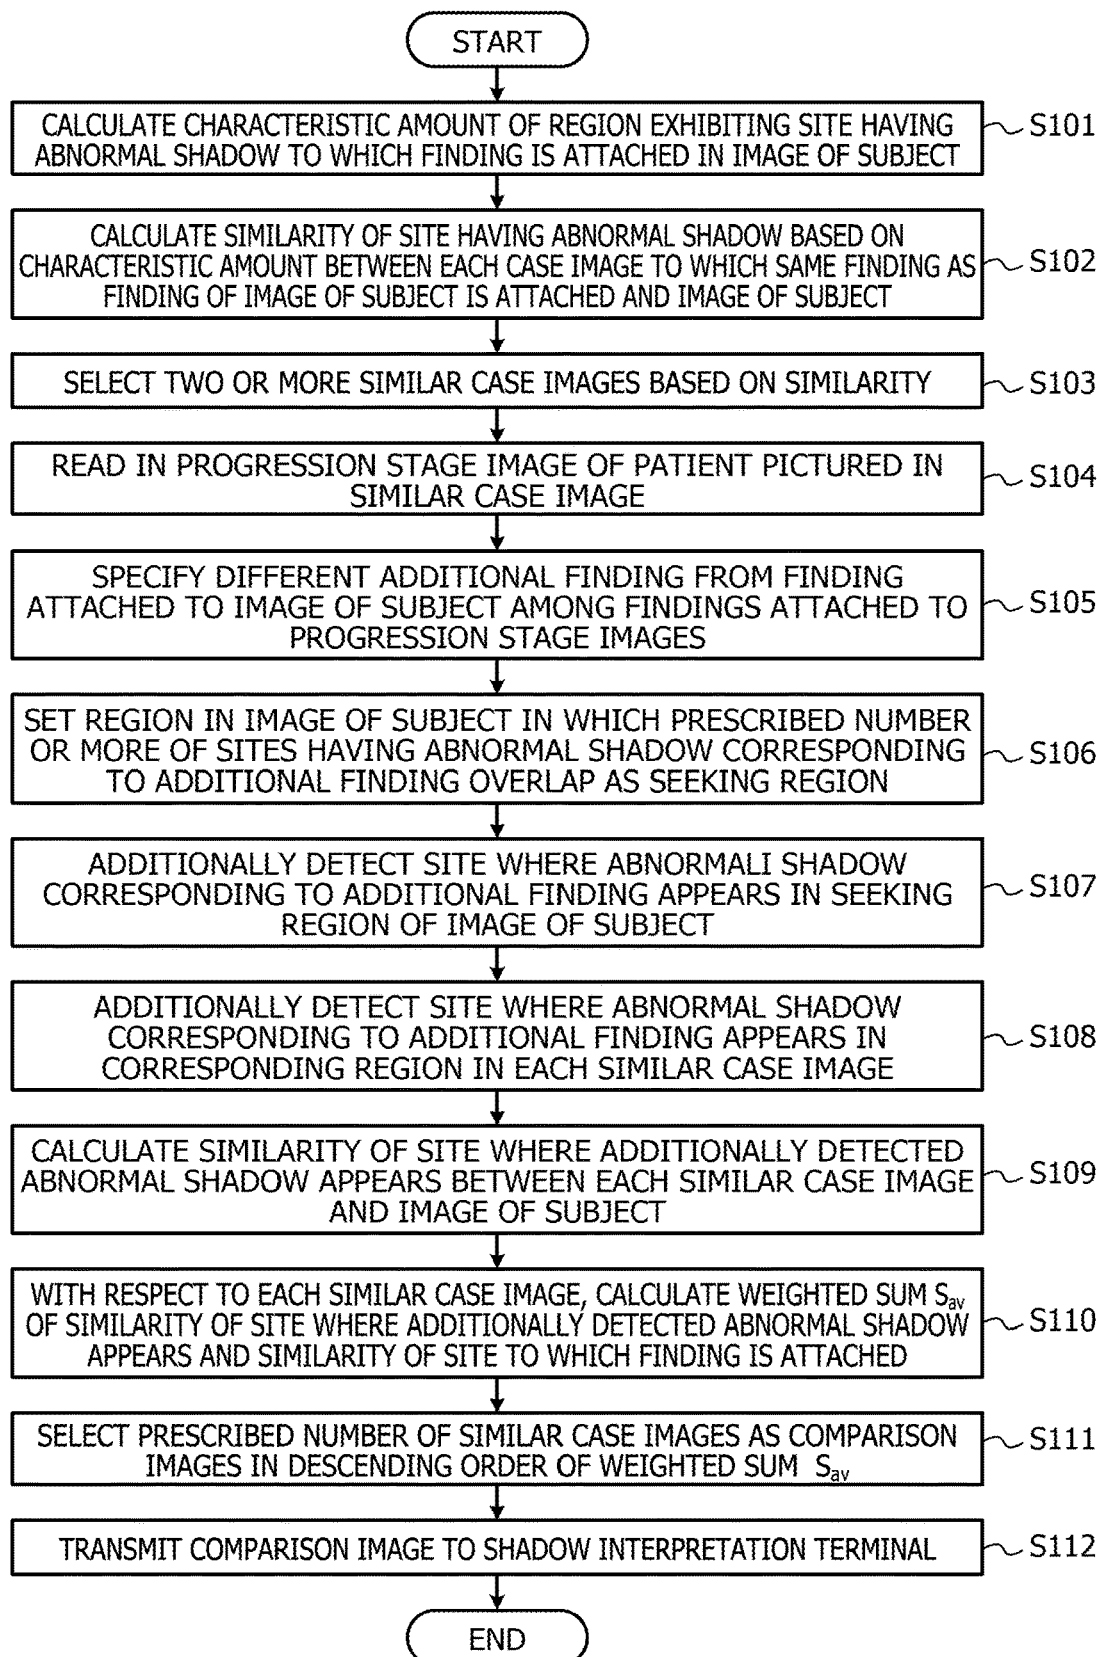 START
CALCULATE CHARACTERISTIC AMOUNT OF REGION EXHIBITING SITE HAVING
ABNORMAL SHADOW TO WHICH FINDING IS ATTACHED IN IMAGE OF SUBJECT
S101
CALCULATE SIMILARITY OF SITE HAVING ABNORMAL SHADOW BASED ON
CHARACTERISTIC AMOUNT BETWEEN EACH CASE IMAGE TO WHICH SAME FINDING AS
FINDING OF IMAGE OF SUBJECT IS ATTACHED AND IMAGE OF SUBJECT
S102
SELECT TWO OR MORE SIMILAR CASE IMAGES BASED ON SIMILARITY
S103
READ IN PROGRESSION STAGE IMAGE OF PATIENT PICTURED IN
SIMILAR CASE IMAGE
S104
SPECIFY DIFFERENT ADDITIONAL FINDING FROM FINDING
ATTACHED TO IMAGE OF SUBJECT AMONG FINDINGS ATTACHED TO
PROGRESSION STAGE IMAGES
S105
SET REGION IN IMAGE OF SUBJECT IN WHICH PRESCRIBED NUMBER
OR MORE OF SITES HAVING ABNORMAL SHADOW CORRESPONDING
TO ADDITIONAL FINDING OVERLAP AS SEEKING REGION
S106
ADDITIONALLY DETECT SITE WHERE ABNORMALI SHADOW
CORRESPONDING TO ADDITIONAL FINDING APPEARS IN SEEKING
REGION OF IMAGE OF SUBJECT
S107
ADDITIONALLY DETECT SITE WHERE ABNORMAL SHADOW
CORRESPONDING TO ADDITIONAL FINDING APPEARS IN
CORRESPONDING REGION IN EACH SIMILAR CASE IMAGE
S108
CALCULATE SIMILARITY OF SITE WHERE ADDITIONALLY DETECTED
ABNORMAL SHADOW APPEARS BETWEEN EACH SIMILAR CASE IMAGE
AND IMAGE OF SUBJECT
S109
WITH RESPECT TO EACH SIMILAR CASE IMAGE, CALCULATE WEIGHTED SUM Sav
OF SIMILARITY OF SITE WHERE ADDITIONALLY DETECTED ABNORMAL SHADOW
APPEARS AND SIMILARITY OF SITE TO WHICH FINDING IS ATTACHED
S110
SELECT PRESCRIBED NUMBER OF SIMILAR CASE IMAGES AS COMPARISON
IMAGES IN DESCENDING ORDER OF WEIGHTED SUM Sav
S111
TRANSMIT COMPARISON IMAGE TO SHADOW INTERPRETATION TERMINAL
S112
END